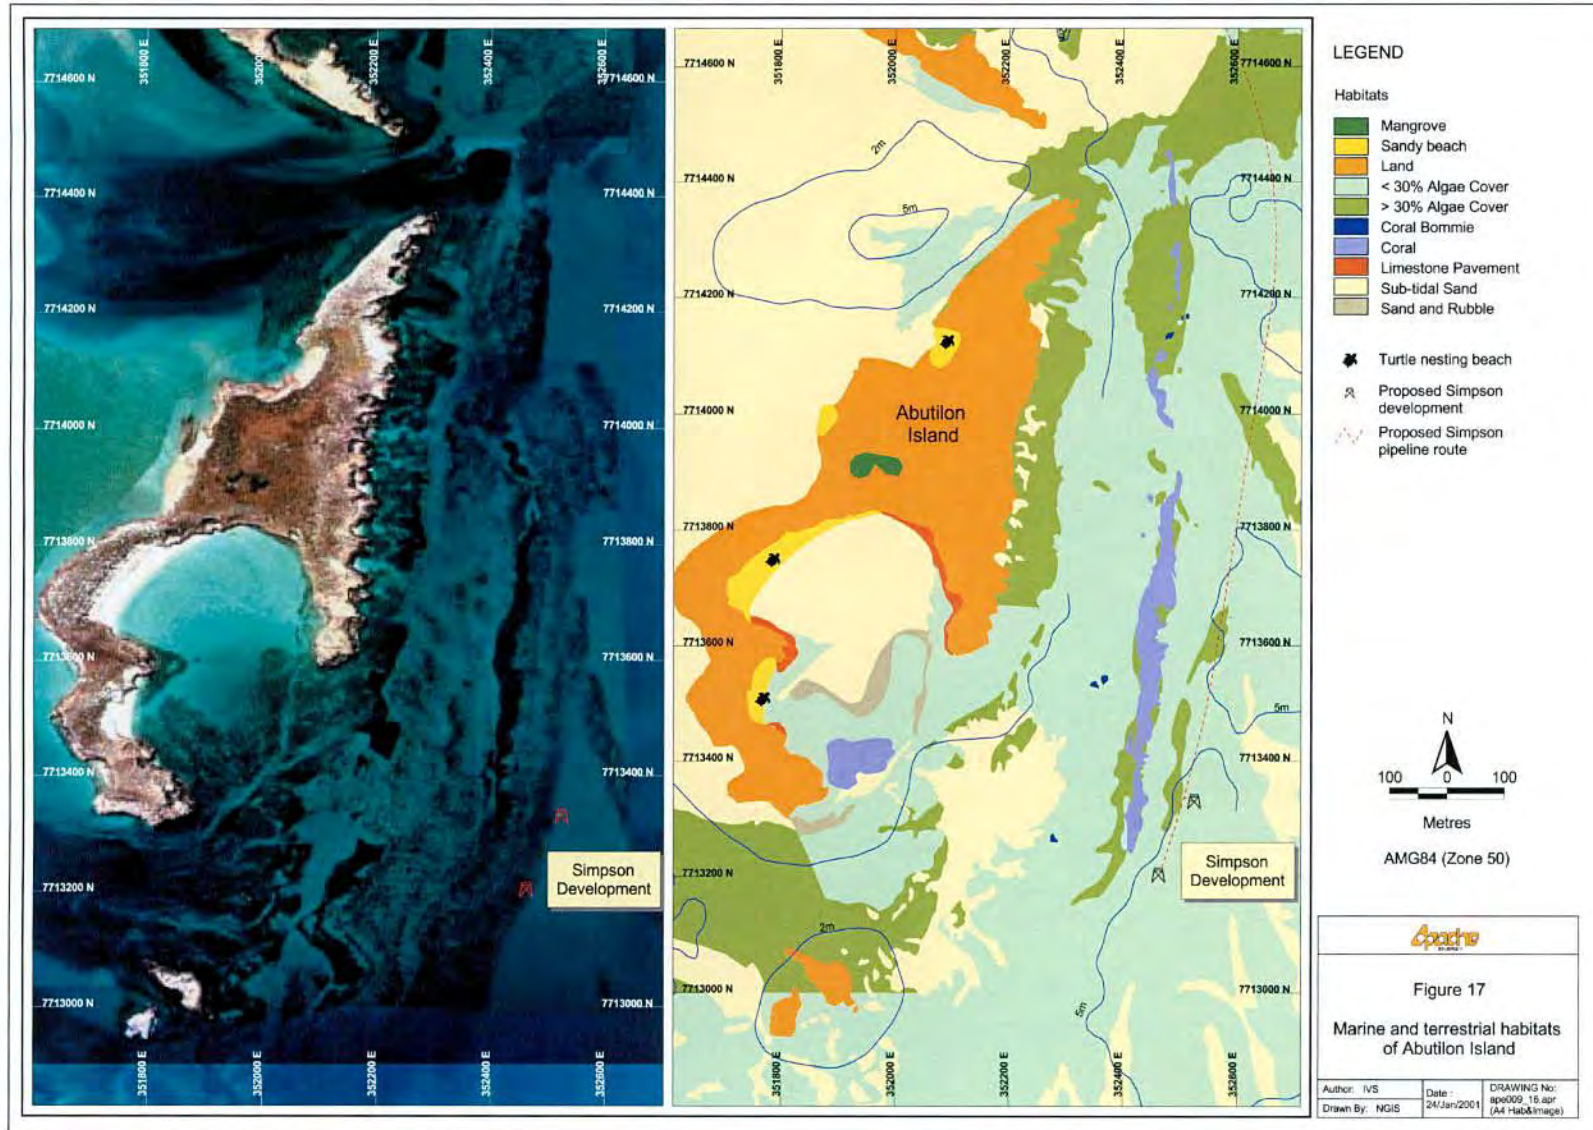 351800 E
352000 E
352200 E
352400 E
352600 E
7714600 N
7714600 N
7714400 N
7714400 N
7714200 N
7714200 N
7714000 N
7714000 N
7713800 N
7713800 N
7713600 N
7713600 N
7713400 N
7713400 N
7713200 N
7713000 N
7713000 N
Simpson
Development
351800 E
352000 E
352200 E
352400 E
352600 E
351800 E
352000 E
352200 E
352400 E
352600 E
7714600 N
7714600 N
7714400 N
7714400 N
7714200 N
7714200 N
7714000 N
7714000 N
7713800 N
7713800 N
7713600 N
7713600 N
7713400 N
7713400 N
7713200 N
7713000 N
7713000 N
2m
5m
Abutilon
Island
5m
Simpson
Development
2m
5m
351800 E
352000 E
352200 E
352400 E
352600 E
LEGEND
Habitats
Mangrove
Sandy beach
Land
< 30% Algae Cover
> 30% Algae Cover
Coral Bommie
Coral
Limestone Pavement
Sub-tidal Sand
Sand and Rubble
Turtle nesting beach
Proposed Simpson
development
Proposed Simpson
pipeline route
N
100 0 100
Metres
AMG84 (Zone 50)
Apache
ENERGY
Figure 17
Marine and terrestrial habitats
of Abutilon Island
Author: IVS
Drawn By: NGIS
Date :
24/Jan/2001
DRAWING No:
ape009_16.apr
(A4 Hab&Image)